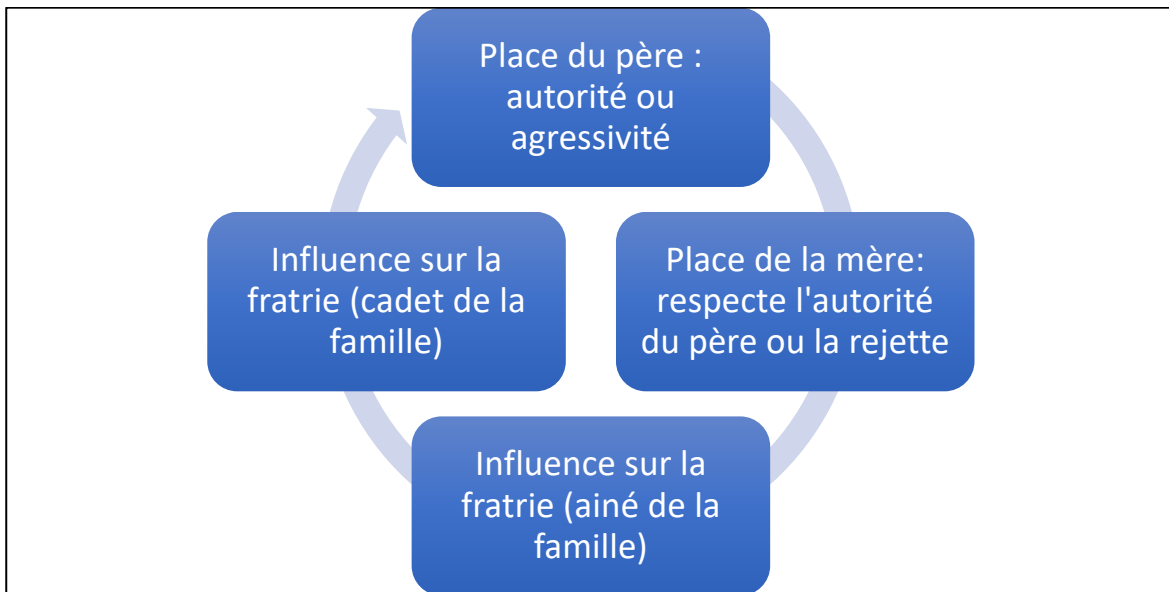 Place du père :
autorité ou
agressivité
Place de la mère:
respecte l'autorité
du père ou la rejette
Influence sur la
fratrie (ainé de la
famille)
Influence sur la
fratrie (cadet de la
famille)